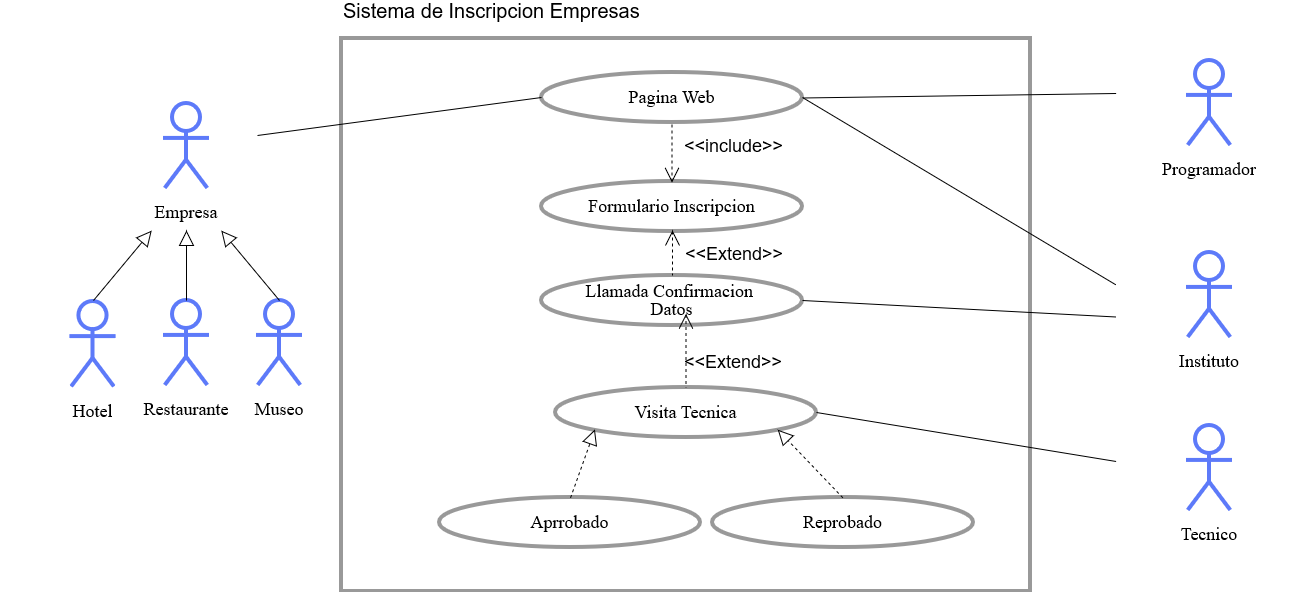 Sistema de Inscripcion Empresas
Pagina Web
<<include>>
Formulario Inscripcion
<<Extend>>
Llamada Confirmacion
Datos
<<Extend>>
Visita Tecnica
Aprrobado
Reprobado
Empresa
Hotel
Restaurante
Museo
Programador
Instituto
Tecnico